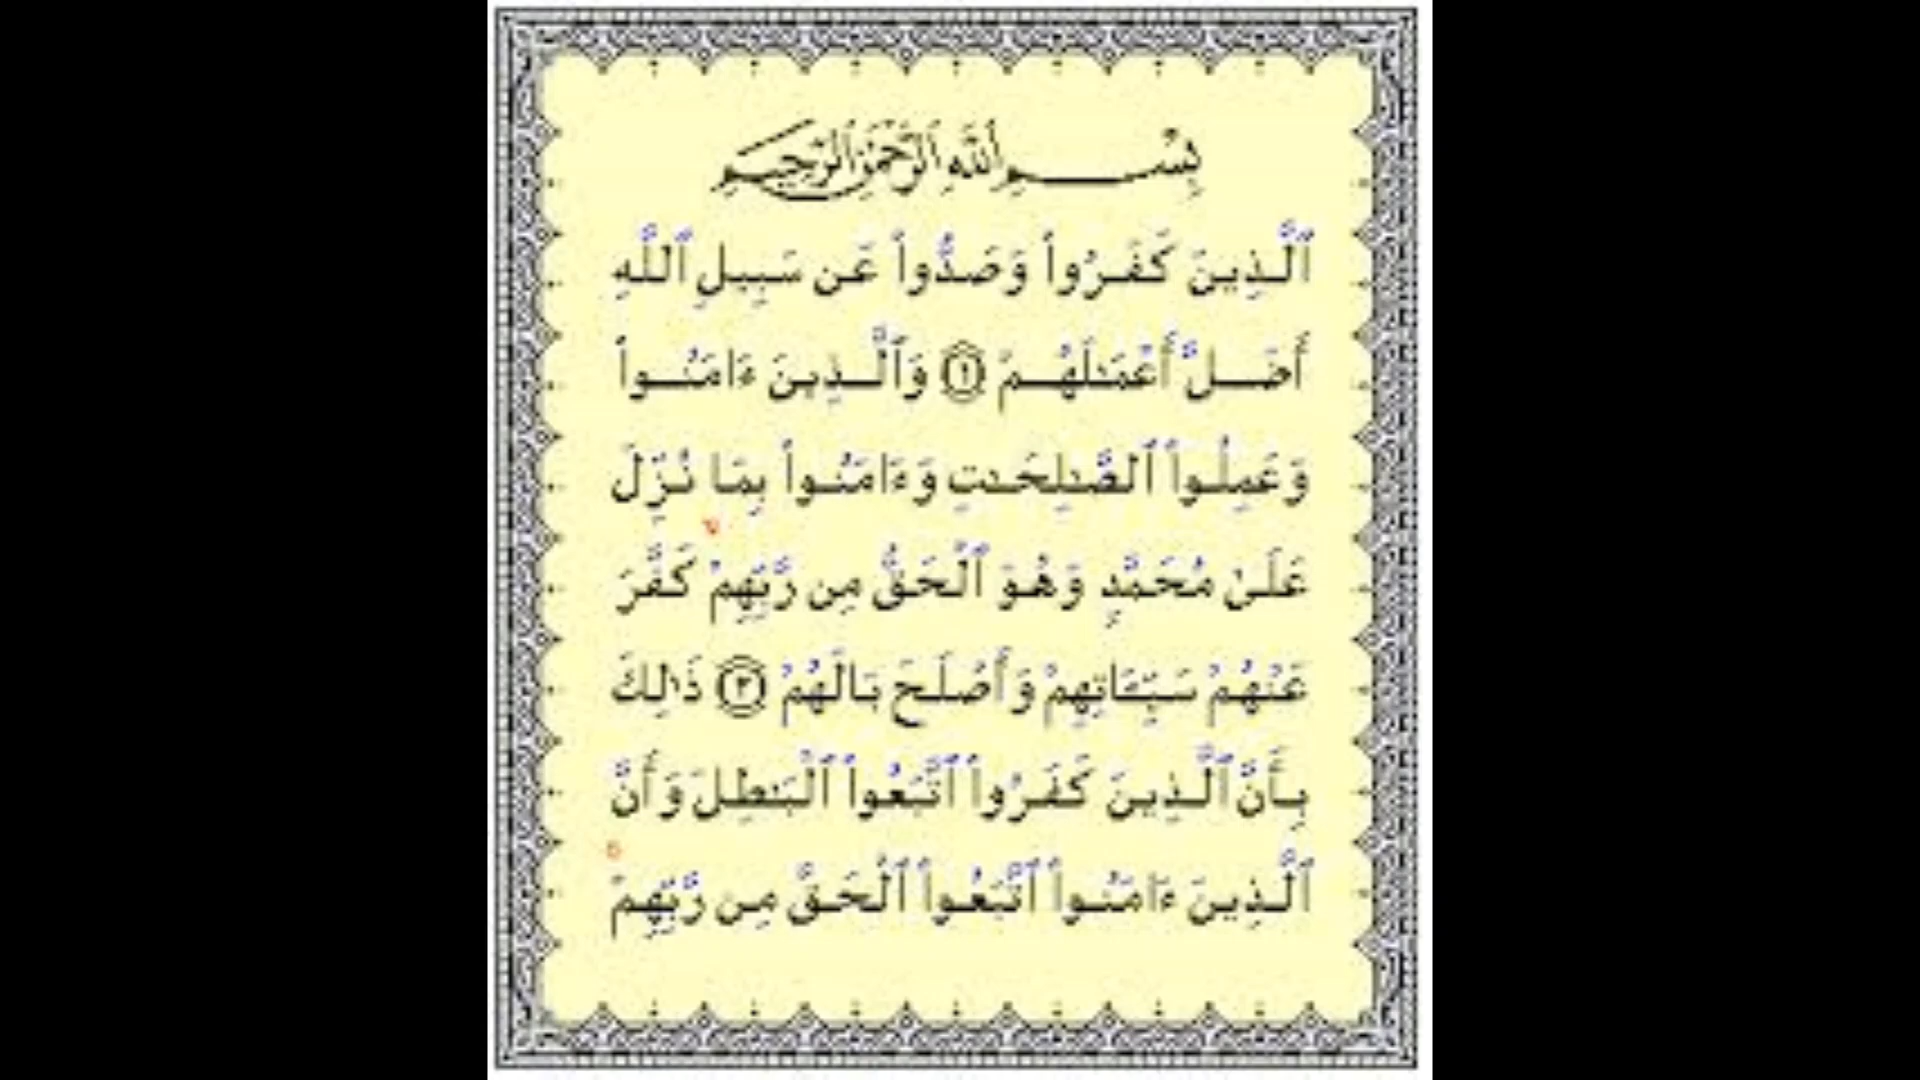 بِسْمِ ٱللَّهِ ٱلرَّحْمَٰنِ ٱلرَّحِيمِ
ٱلَّذِينَ كَفَرُوا۟ وَصَدُّوا۟ عَن سَبِيلِ ٱللَّهِ
أَضَلَّ أَعْمَٰلَهُمْ ۝١ وَٱلَّذِينَ ءَامَنُوا۟
وَعَمِلُوا۟ ٱلصَّٰلِحَٰتِ وَءَامَنُوا۟ بِمَا نُزِّلَ
عَلَىٰ مُحَمَّدٍ وَهُوَ ٱلْحَقُّ مِن رَّبِّهِمْ كَفَّرَ
عَنْهُمْ سَيِّـَٔاتِهِمْ وَأَصْلَحَ بَالَهُمْ ۝٢ ذَٰلِكَ
بِأَنَّ ٱلَّذِينَ كَفَرُوا۟ ٱتَّبَعُوا۟ ٱلْبَٰطِلَ وَأَنَّ
ٱلَّذِينَ ءَامَنُوا۟ ٱتَّبَعُوا۟ ٱلْحَقَّ مِن رَّبِّهِمْ